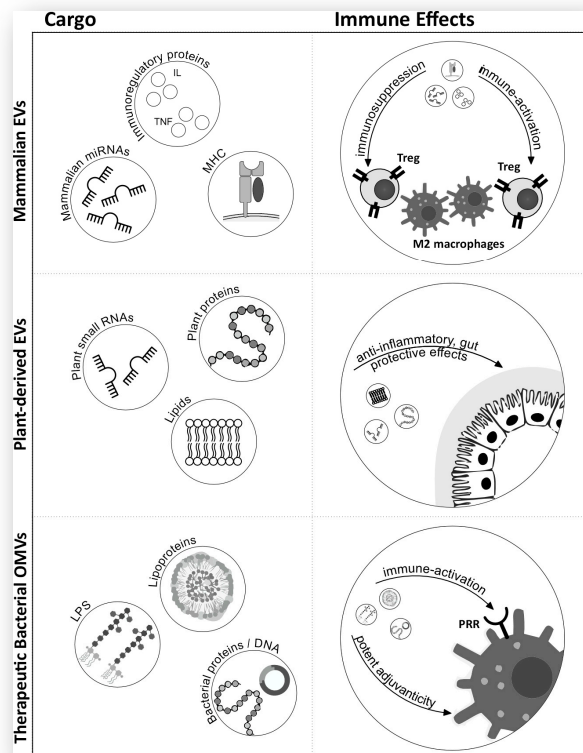 Cargo
Immune Effects
Mammalian EVs
Immunoregulatory proteins
IL
TNF
Mammalian miRNAs
MHC
immunosuppression
immune-activation
Treg
Treg
M2 macrophages
Plant-derived EVs
Plant small RNAs
Plant proteins
Lipids
anti-inflammatory, gut
protective effects
Therapeutic Bacterial OMVs
LPS
Lipoproteins
Bacterial proteins / DNA
immune-activation
potent adjuvanticity
PRR